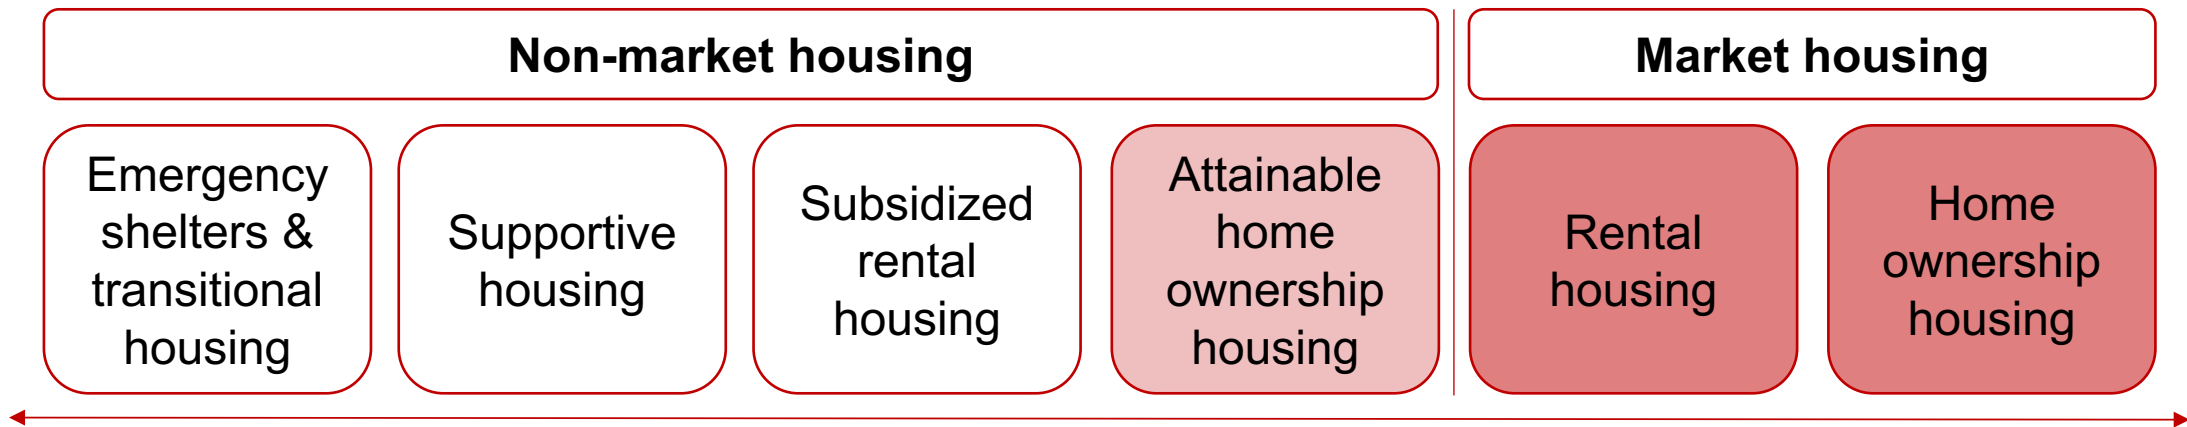 Non-market housing
Market housing
Emergency
shelters &
transitional
housing
Supportive
housing
Subsidized
rental
housing
Attainable
home
ownership
housing
Rental
housing
Home
ownership
housing